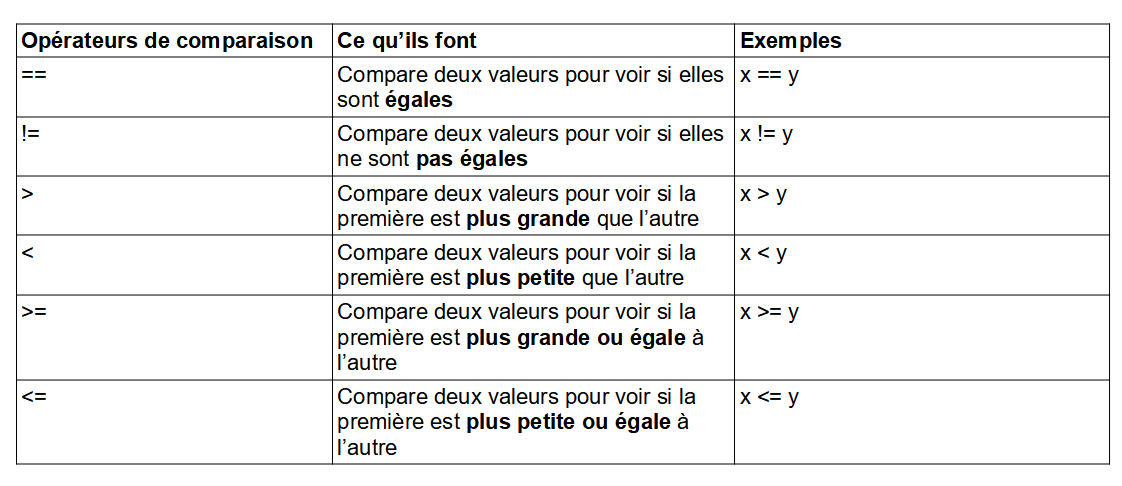 Opérateurs de comparaison Ce qu’ils font Exemples
== Compare deux valeurs pour voir si elles x == y
sont égales
!= Compare deux valeurs pour voir si elles x != y
ne sont pas égales
> Compare deux valeurs pour voir si la x > y
première est plus grande que l’autre
< Compare deux valeurs pour voir si la x < y
première est plus petite que l’autre
>= Compare deux valeurs pour voir si la x >= y
première est plus grande ou égale à
l’autre
<= Compare deux valeurs pour voir si la x <= y
première est plus petite ou égale à
l’autre